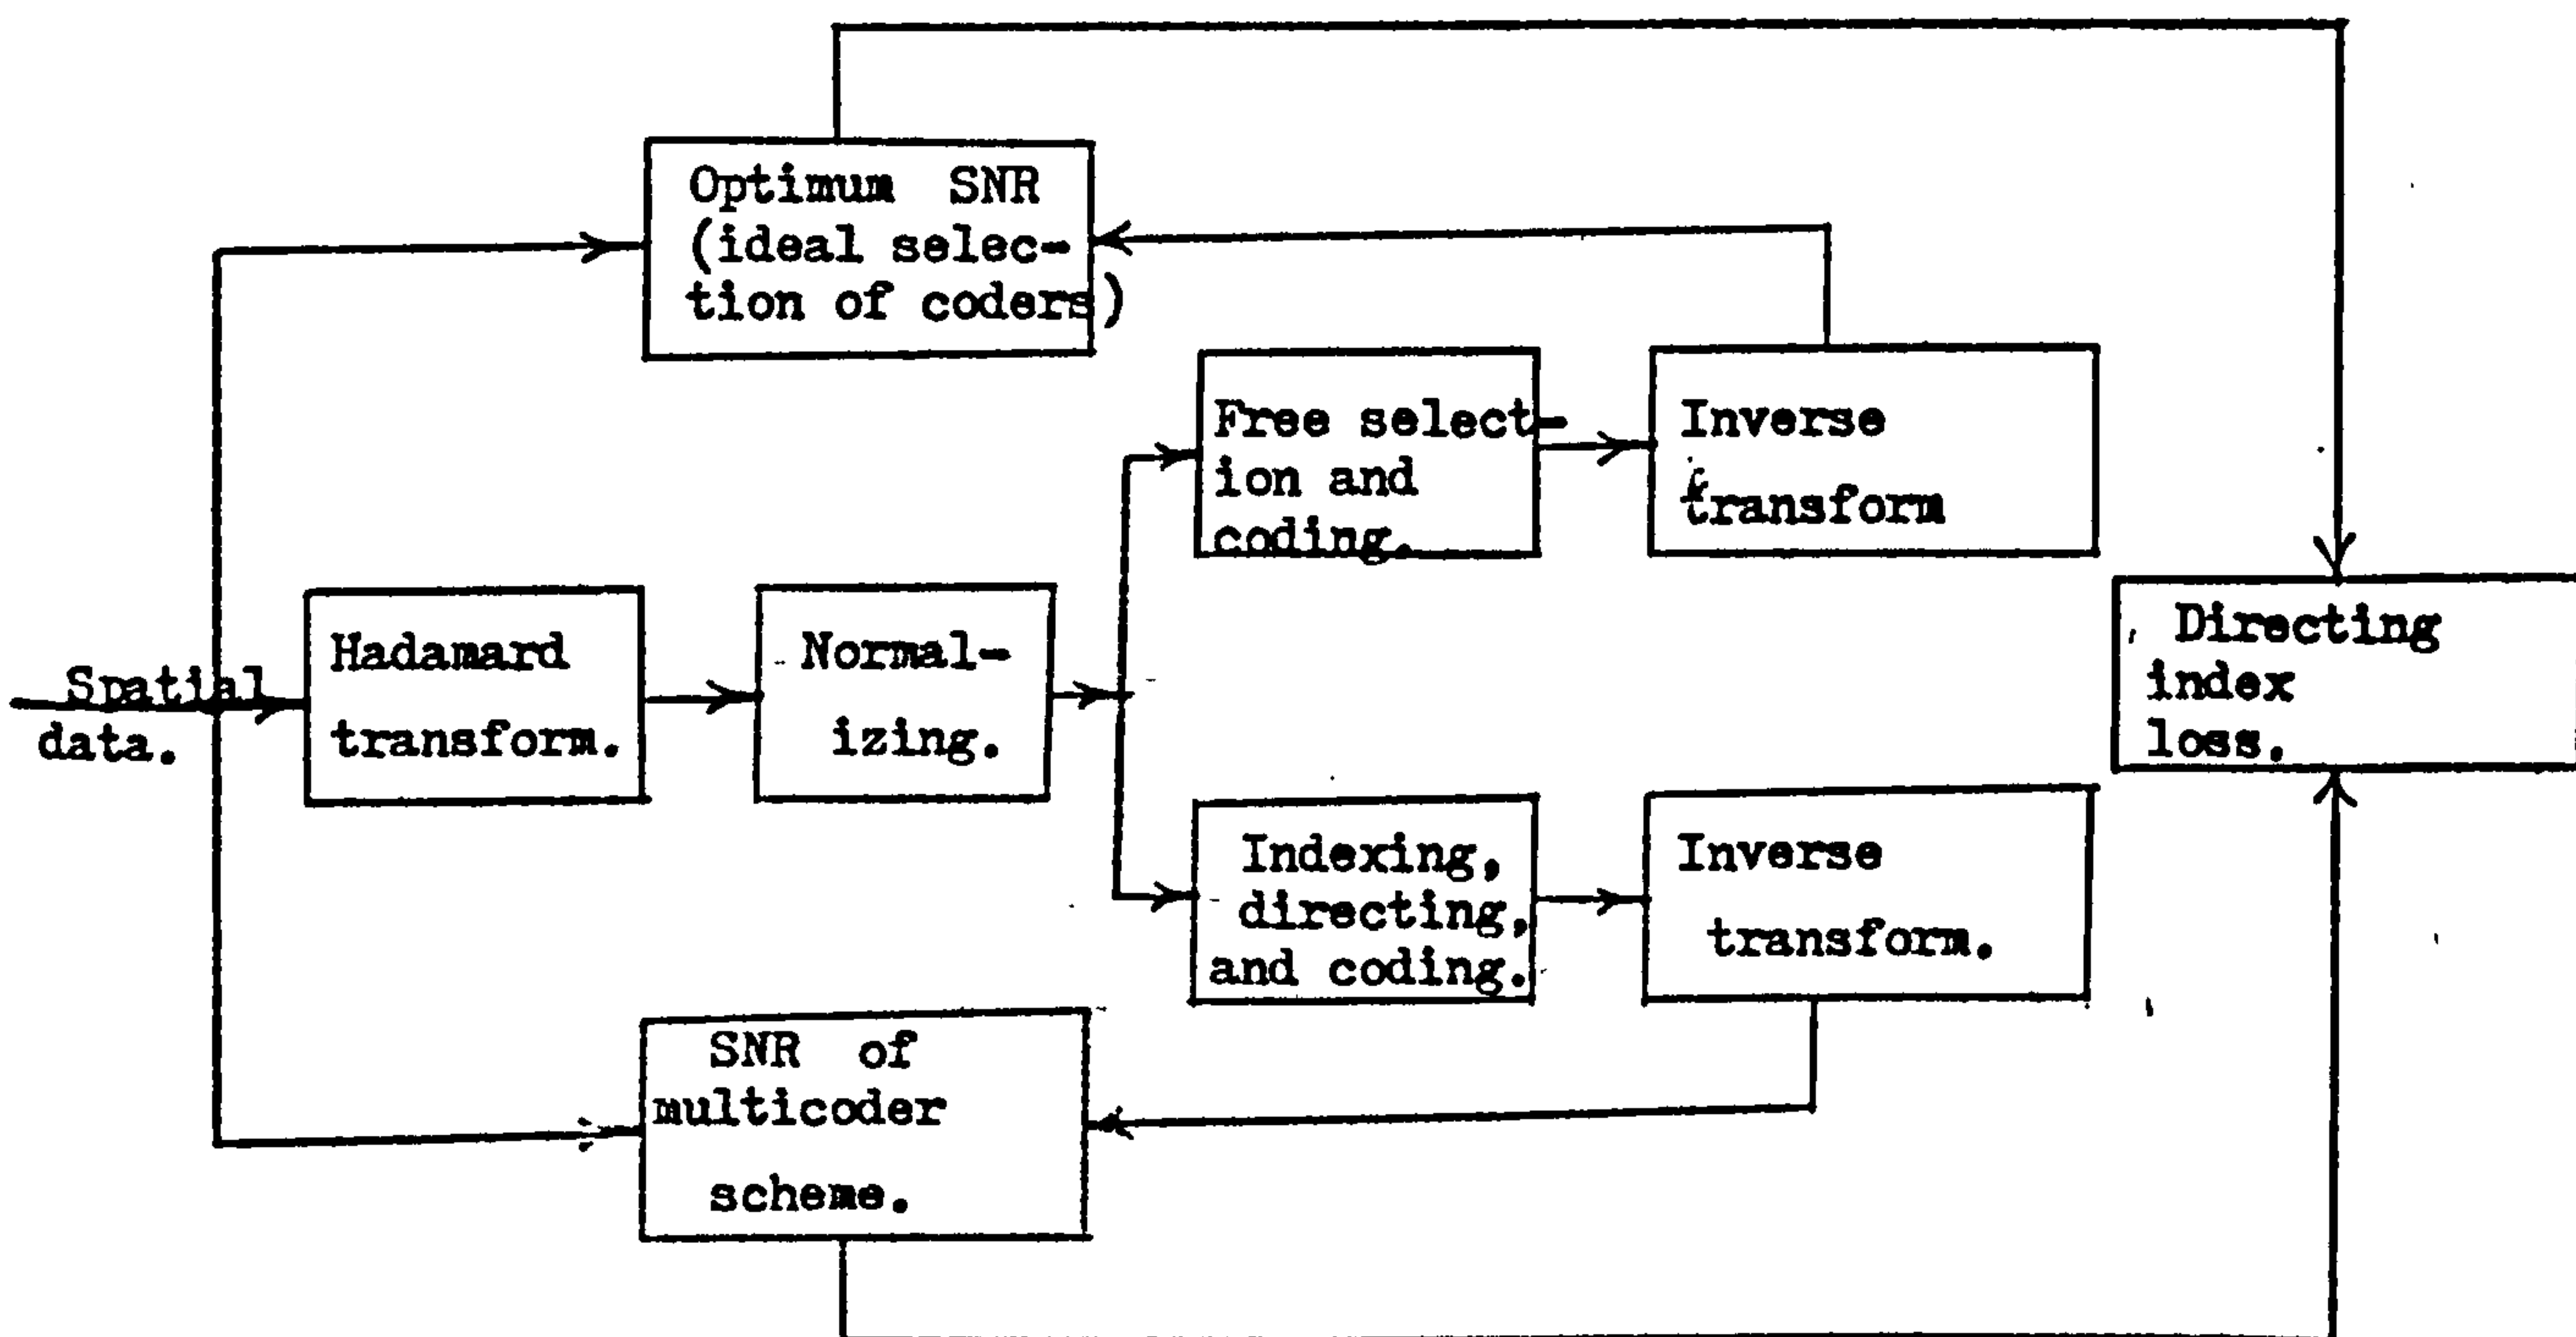 Optimum SNR
(ideal selec-
tion of coders)
Free select-
ion and
coding.
Inverse
transform
Spatial
data.
Hadamard
transform.
Normal-
izing.
Directing
index
loss.
Indexing,
directing,
and coding.
Inverse
transform.
SNR of
multicoder
scheme.